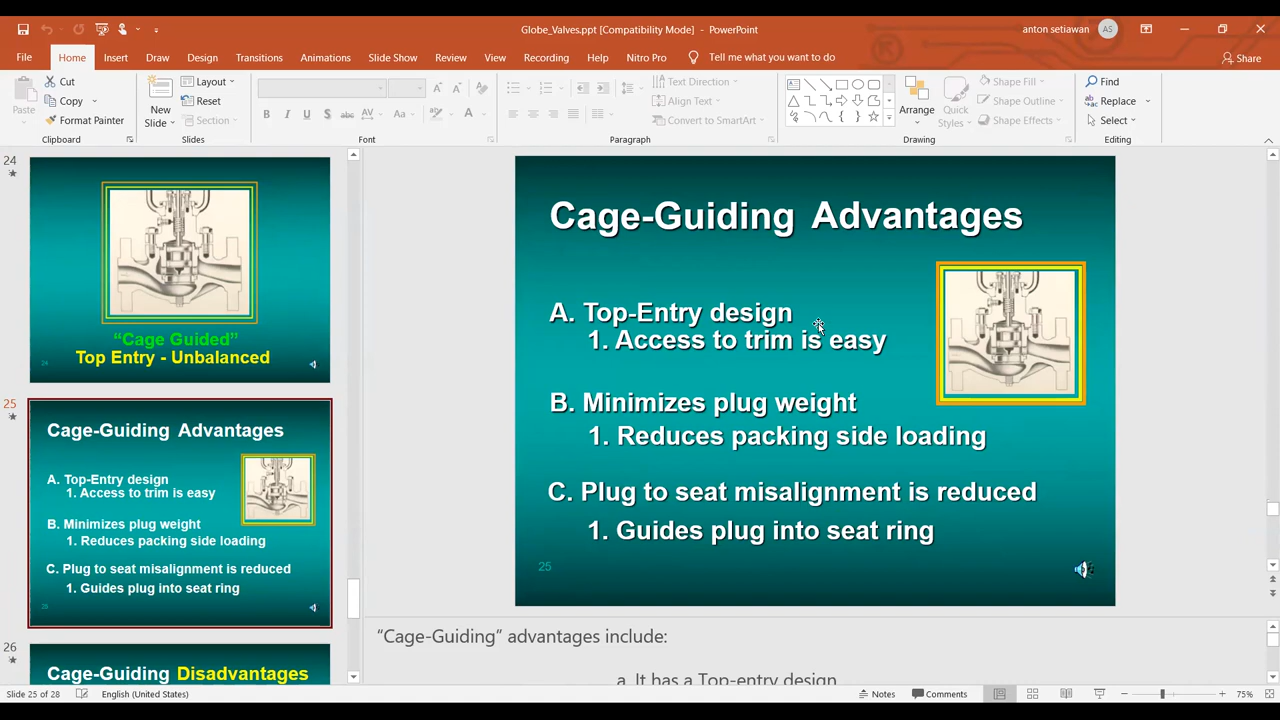 Globe_Valves.ppt [Compatibility Mode] - PowerPoint
anton setiawan
AS
File Home Insert Draw Design Transitions Animations Slide Show Review View Recording Help Nitro Pro Tell me what you want to do Share
Paste
Cut
Copy
Format Painter
Clipboard
New
Slide
Layout
Reset
Section
Slides
B I U S abc AV Aa A
Font
Text Direction
Align Text
Convert to SmartArt
Paragraph
Arrange
Quick
Styles
Shape Fill
Shape Outline
Shape Effects
Drawing
Find
Replace
Select
Editing
24
"Cage Guided"
Top Entry - Unbalanced
24
25
Cage-Guiding Advantages
A. Top-Entry design
1. Access to trim is easy
B. Minimizes plug weight
1. Reduces packing side loading
C. Plug to seat misalignment is reduced
1. Guides plug into seat ring
25
26
Cage-Guiding Disadvantages
Cage-Guiding Advantages
A. Top-Entry design
1. Access to trim is easy
B. Minimizes plug weight
1. Reduces packing side loading
C. Plug to seat misalignment is reduced
1. Guides plug into seat ring
25
“Cage-Guiding” advantages include:
a. It has a Top-entry design
Slide 25 of 28
English (United States)
Notes
Comments
75%